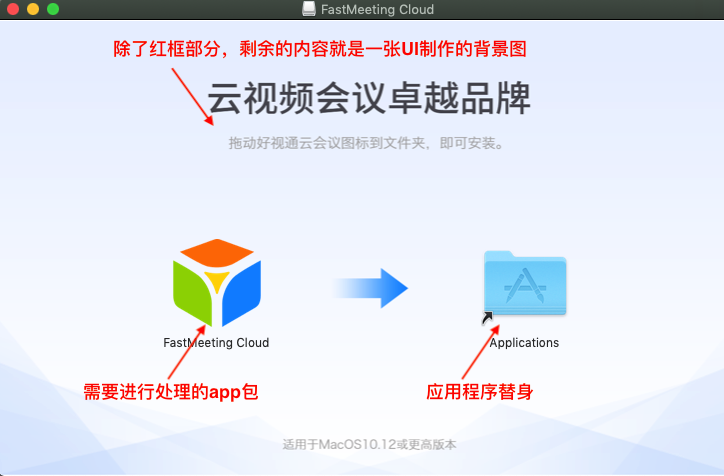 FastMeeting Cloud
除了红框部分，剩余的内容就是一张UI制作的背景图
云视频会议卓越品牌
拖动好视通云会议图标到文件夹，即可安装。
FastMeeting Cloud
Applications
需要进行处理的app包
应用程序替身
适用于MacOS10.12或更高版本